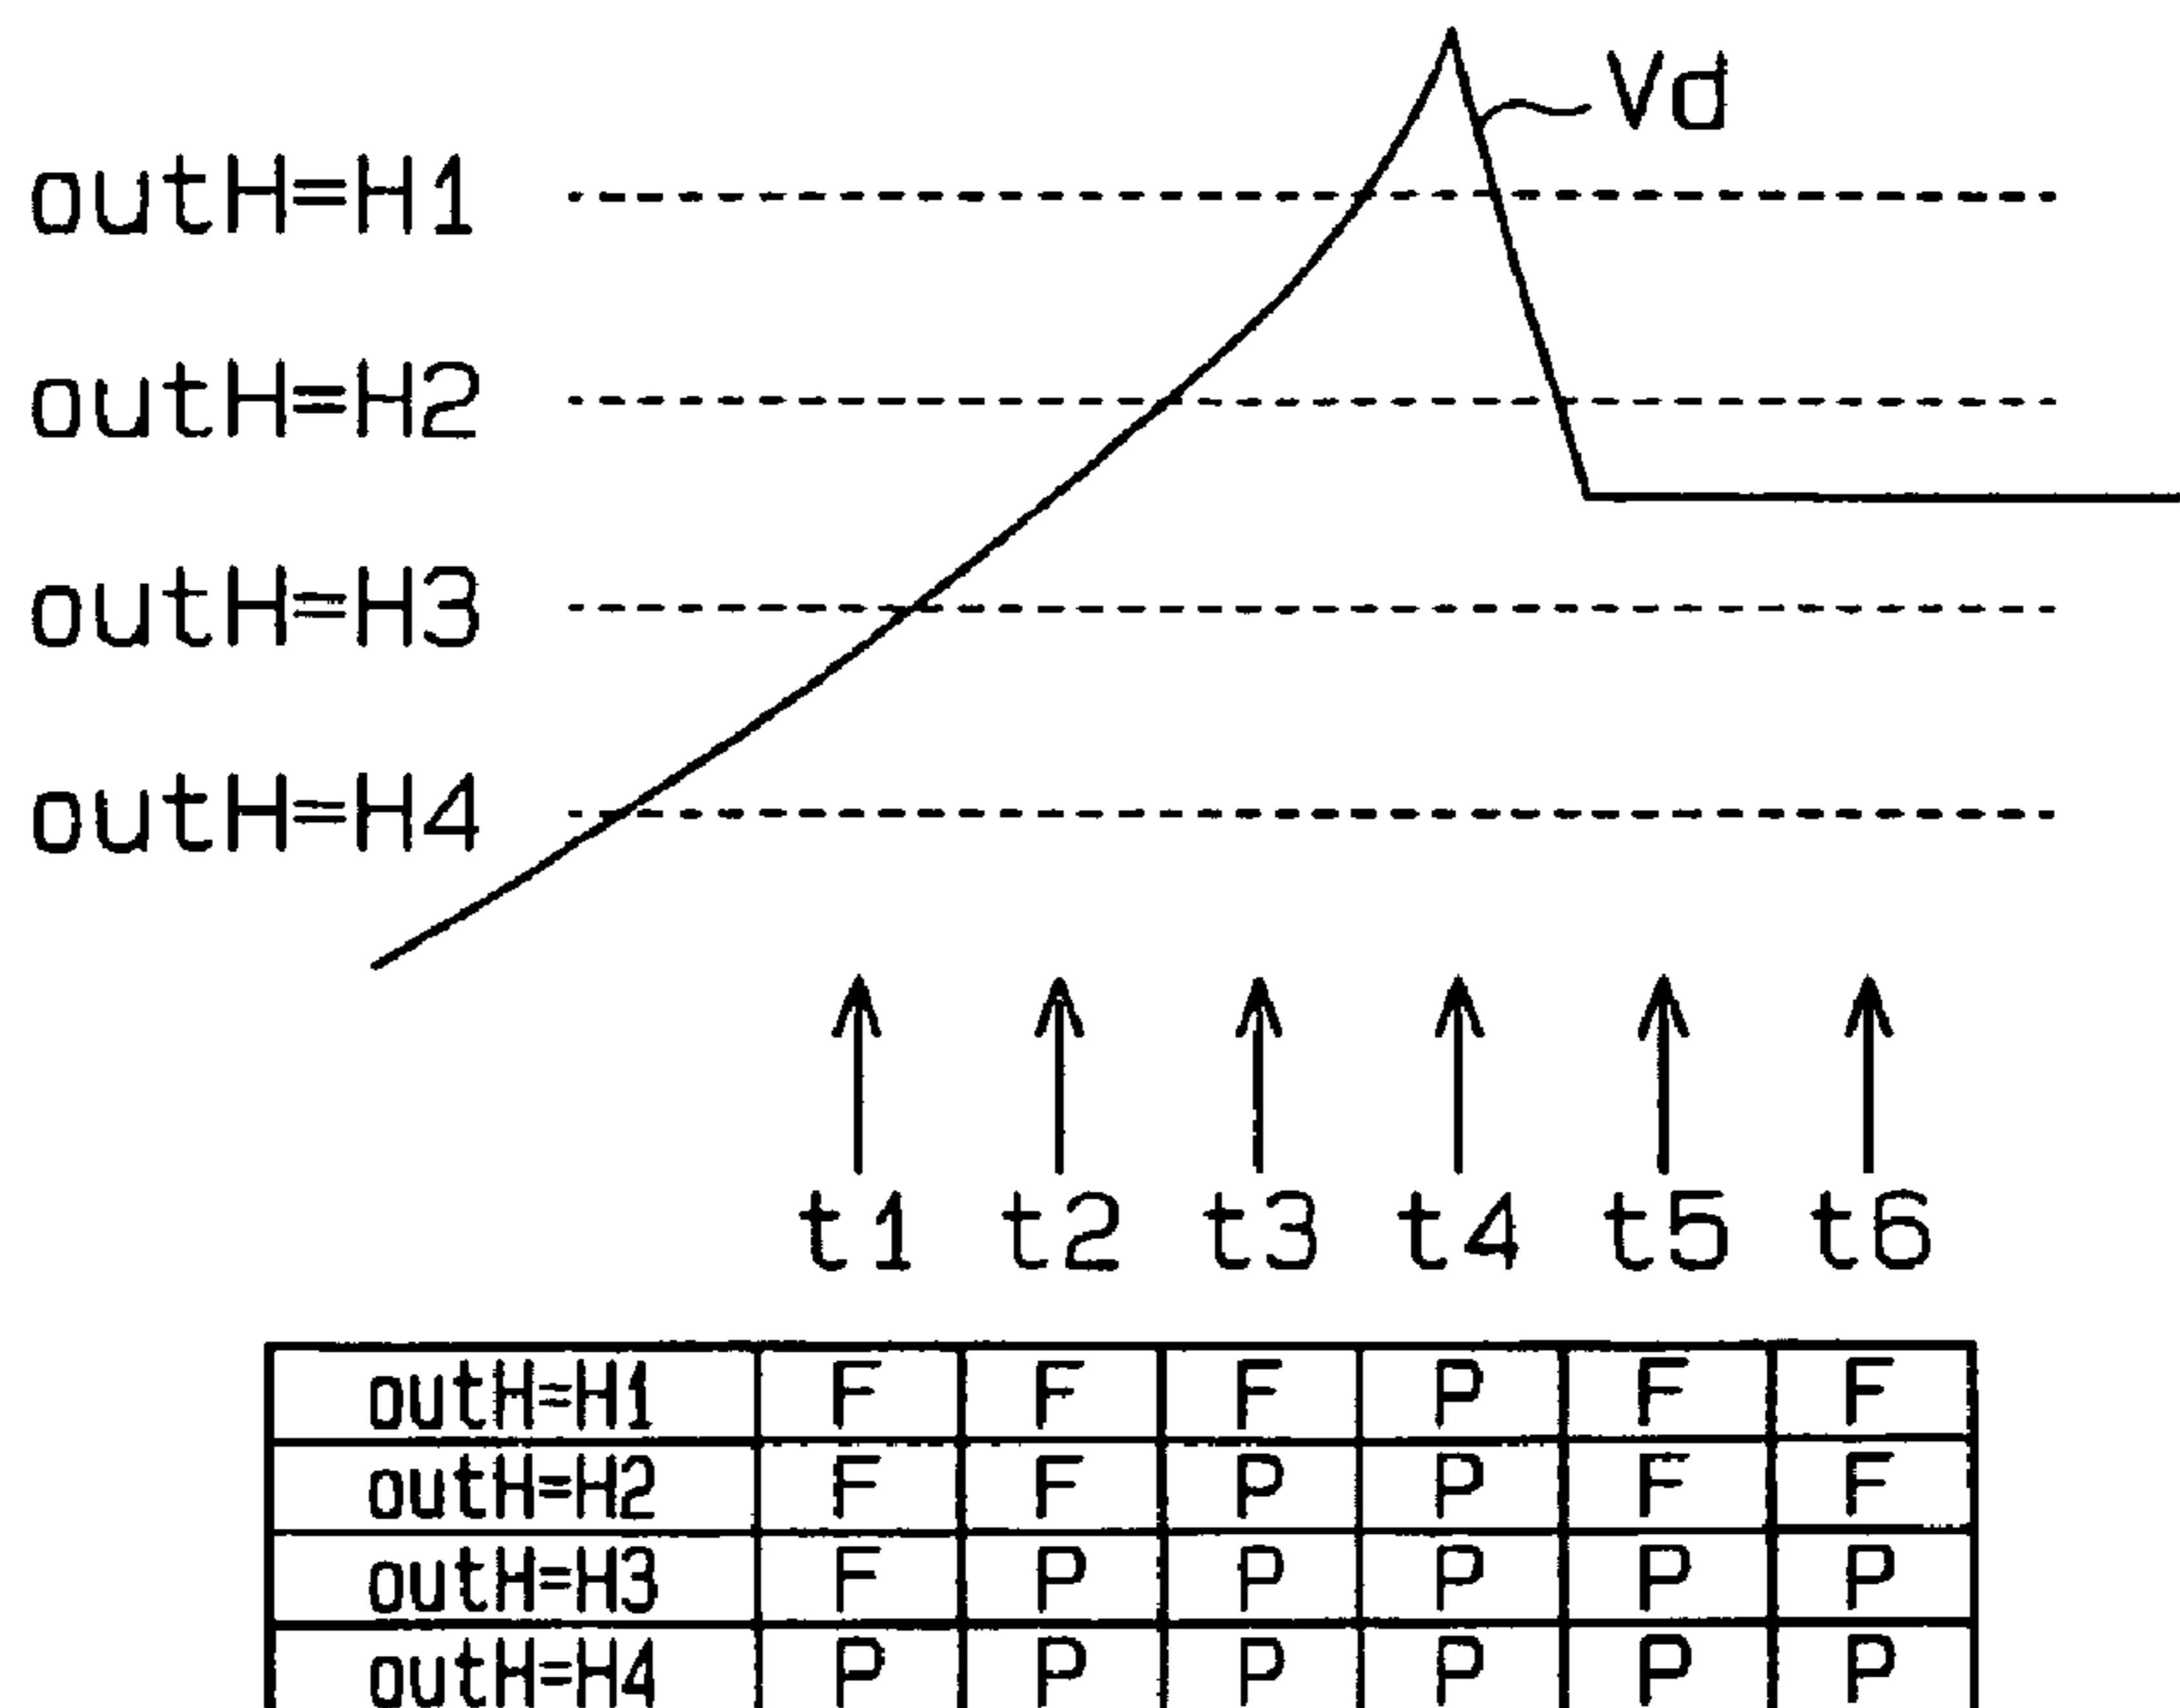 Vd
outH=H1
outH=H2
outH=H3
outH=H4
t1 t2 t3 t4 t5 t6
outH=H1 F F F P F F
outH=H2 F F P P F F
outH=H3 F P P P P P
outH=H4 P P P P P P